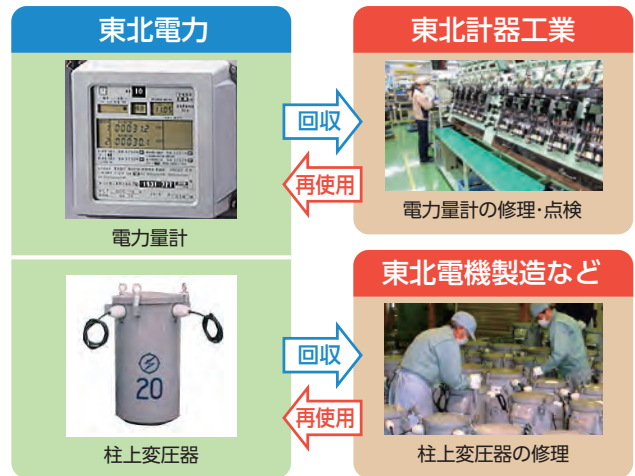 東北電力
東北計器工業
回収
再使用
電力量計
電力量計の修理・点検
東北電機製造など
20
回収
再使用
柱上変圧器
柱上変圧器の修理